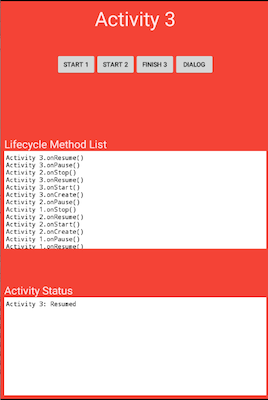 Activity 3
START 1 START 2 FINISH 3 DIALOG
Lifecycle Method List
Activity 3.onResume()
Activity 3.onPause()
Activity 2.onStop()
Activity 3.onResume()
Activity 3.onStart()
Activity 3.onCreate()
Activity 2.onPause()
Activity 1.onStop()
Activity 2.onResume()
Activity 2.onStart()
Activity 2.onCreate()
Activity 1.onPause()
Activity 1.onResume()
Activity Status
Activity 3: Resumed